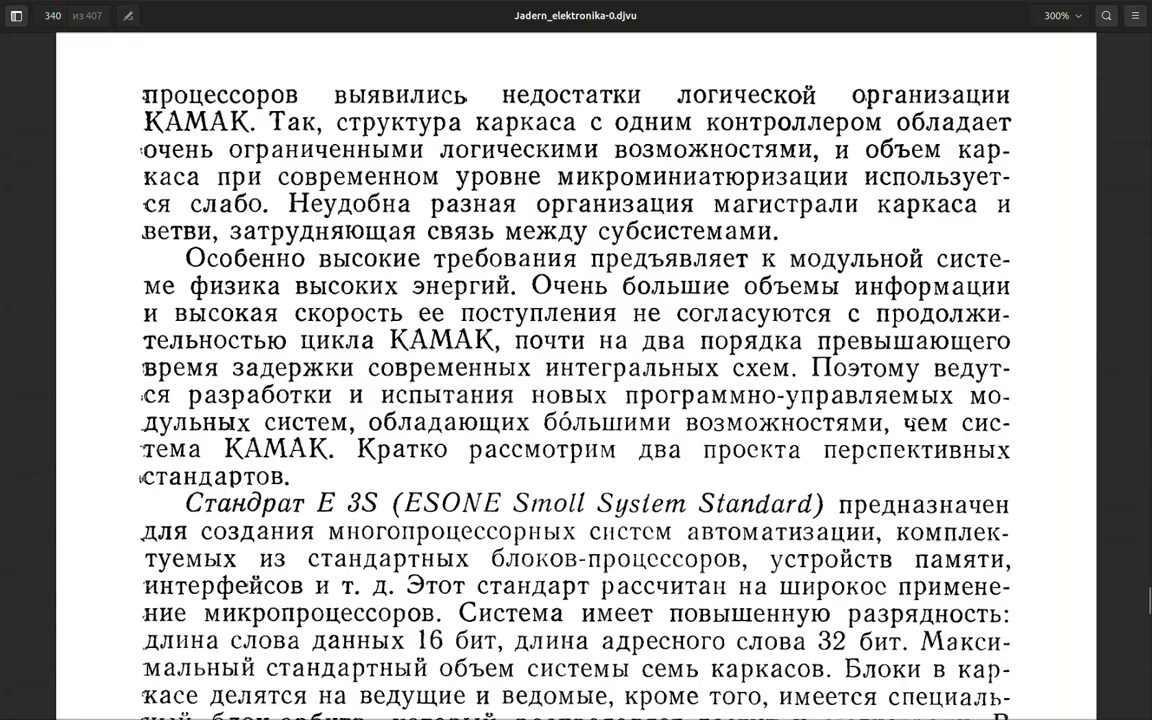 340 из 407
Jadern_elektronika-0.djvu
300%
процессоров выявились недостатки логической организации
КАМАК. Так, структура каркаса с одним контроллером обладает
очень ограниченными логическими возможностями, и объем кар-
каса при современном уровне микроминиатюризации использует-
ся слабо. Неудобна разная организация магистрали каркаса и
ветви, затрудняющая связь между субсистемами.
Особенно высокие требования предъявляет к модульной систе-
ме физика высоких энергий. Очень большие объемы информации
и высокая скорость ее поступления не согласуются с продолжи-
тельностью цикла КАМАК, почти на два порядка превышающего
время задержки современных интегральных схем. Поэтому ведут-
ся разработки и испытания новых программно-управляемых мо-
дульных систем, обладающих бо́льшими возможностями, чем сис-
тема КАМАК. Кратко рассмотрим два проекта перспективных
стандартов.
Стандрат E 3S (ESONE Smoll System Standard) предназначен
для создания многопроцессорных систем автоматизации, комплек-
туемых из стандартных блоков-процессоров, устройств памяти,
интерфейсов и т. д. Этот стандарт рассчитан на широкое примене-
ние микропроцессоров. Система имеет повышенную разрядность:
длина слова данных 16 бит, длина адресного слова 32 бит. Макси-
мальный стандартный объем системы семь каркасов. Блоки в кар-
касе делятся на ведущие и ведомые, кроме того, имеется специаль-